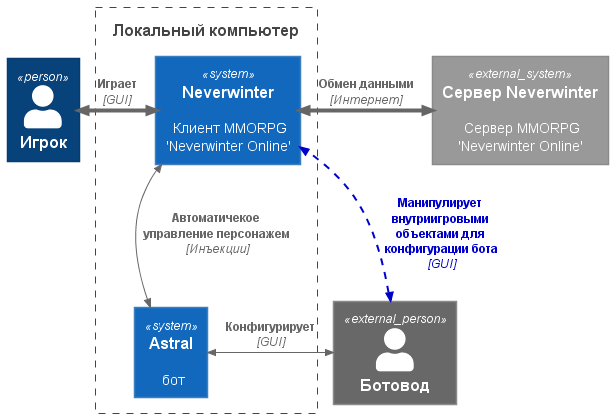 Локальный компьютер
«person»
Игрок
Играет
[GUI]
«system»
Neverwinter
Клиент MMORPG
'Neverwinter Online'
Обмен данными
[Интернет]
«external_system»
Сервер Neverwinter
Сервер MMORPG
'Neverwinter Online'
Автоматичекое
управление персонажем
[Инъекции]
Манипулирует
внутриигровыми
объектами для
конфигурации бота
[GUI]
«system»
Astral
бот
Конфигурирует
[GUI]
«external_person»
Ботовод